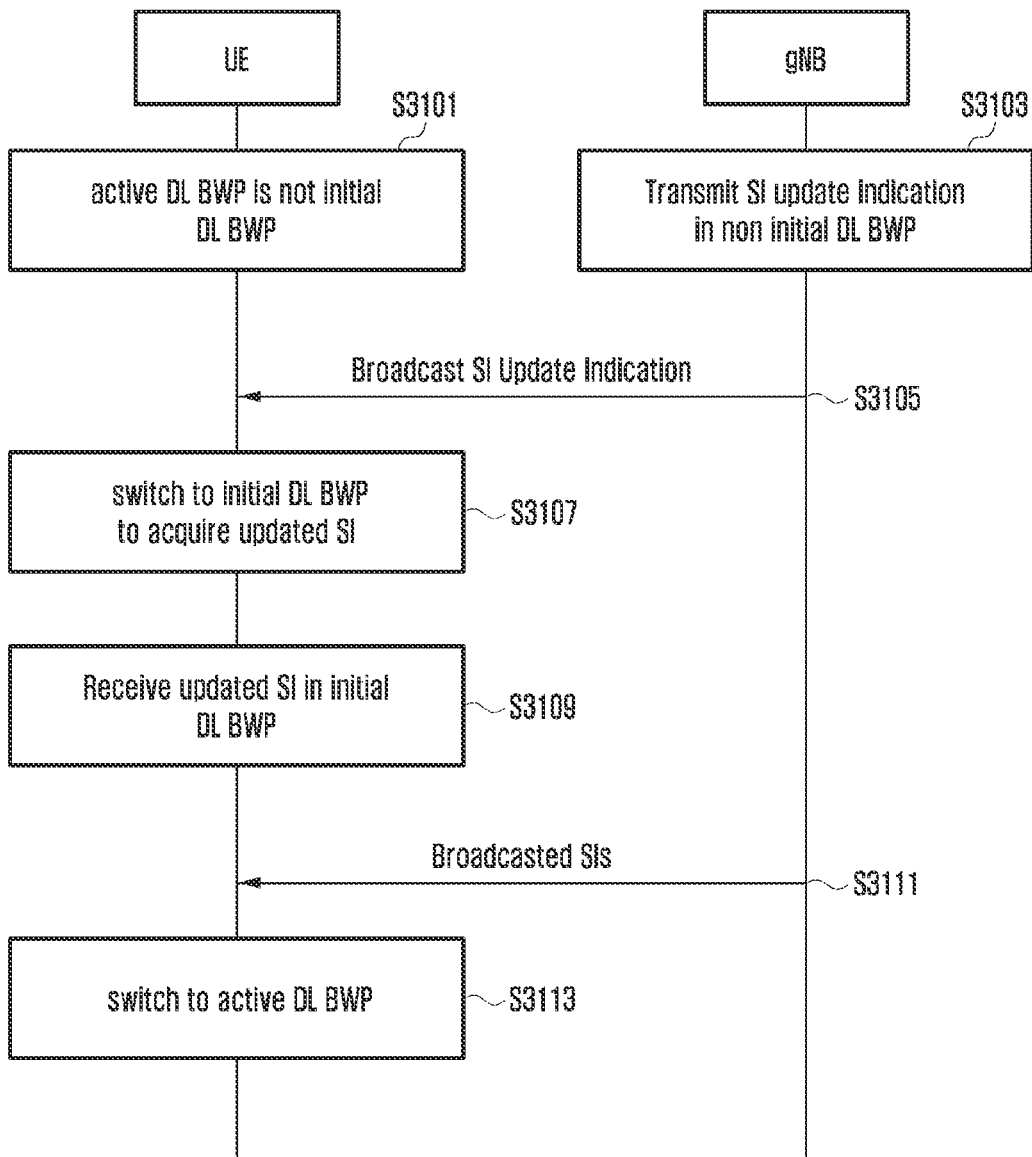 UE
gNB
S3101
S3103
active DL BWP is not initial
DL BWP
Transmit SI update indication
in non initial DL BWP
Broadcast SI Update Indication
S3105
switch to initial DL BWP
to acquire updated SI
S3107
Receive updated SI in initial
DL BWP
S3109
Broadcasted SIs
S3111
switch to active DL BWP
S3113